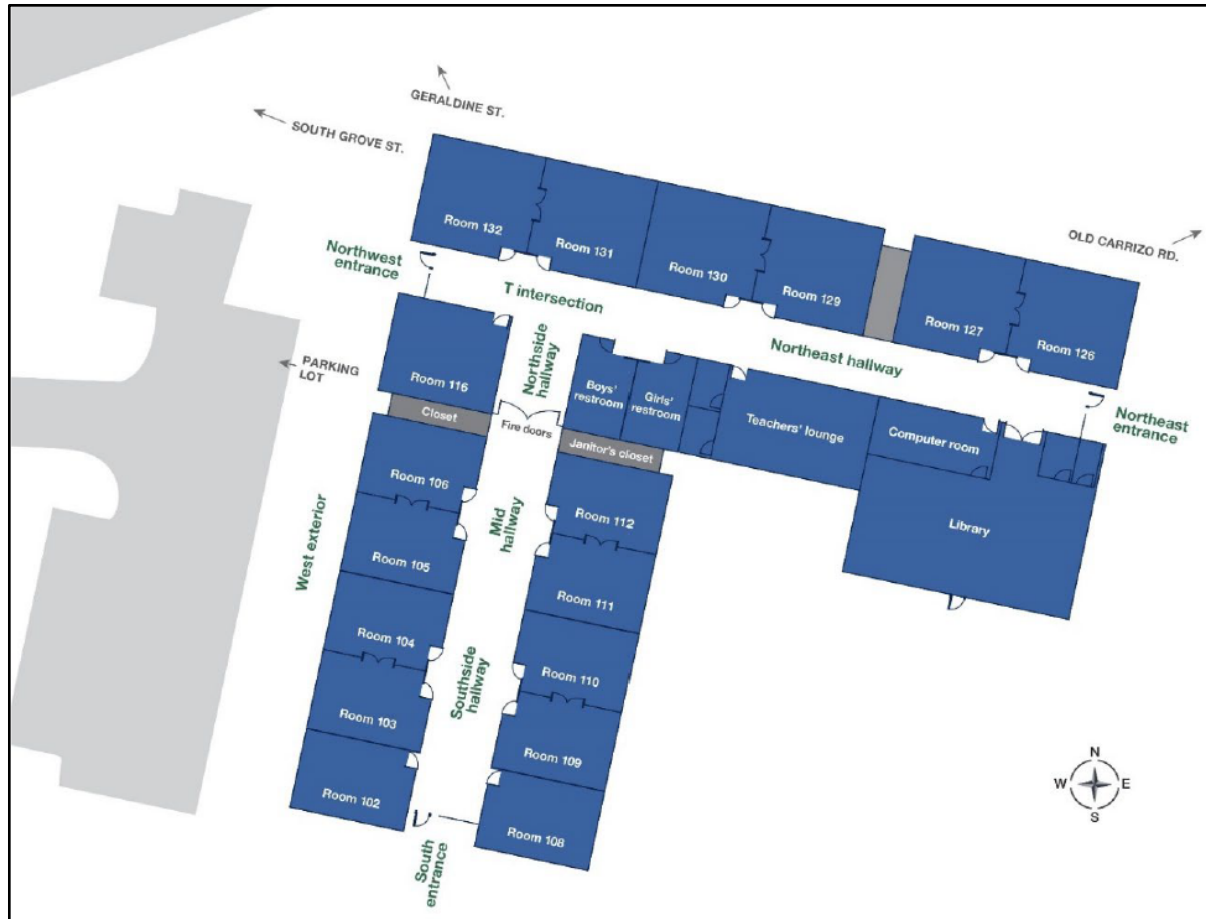 GERALDINE ST.
SOUTH GROVE ST.
OLD CARRIZO RD.
Room 132
Room 131
Room 130
Room 129
Room 127
Room 126
Northwest
entrance
T intersection
Northeast hallway
Northside
hallway
PARKING
LOT
Room 116
Closet
Fire doors
Boys'
restroom
Girls'
restroom
Janitor's closet
Teachers' lounge
Computer room
Northeast
entrance
Library
Room 106
Room 112
Mid
hallway
West exterior
Room 105
Room 111
Room 104
Room 110
Southside
hallway
Room 103
Room 109
Room 102
Room 108
South
entrance
N
W
E
S